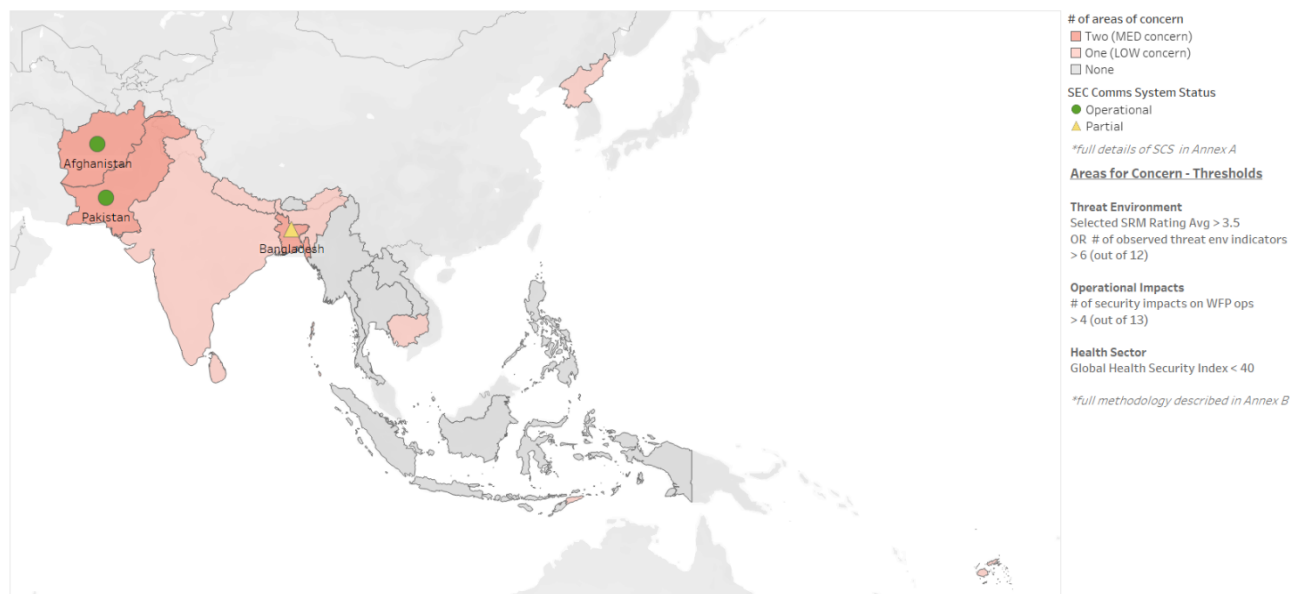 # of areas of concern
Two (MED concern)
One (LOW concern)
None
SEC Comms System Status
Operational
Partial
*full details of SCS in Annex A
Areas for Concern - Thresholds
Threat Environment
Selected SRM Rating Avg > 3.5
OR # of observed threat env indicators
> 6 (out of 12)
Operational Impacts
# of security impacts on WFP ops
> 4 (out of 13)
Health Sector
Global Health Security Index < 40
*full methodology described in Annex B
Afghanistan
Pakistan
Bangladesh